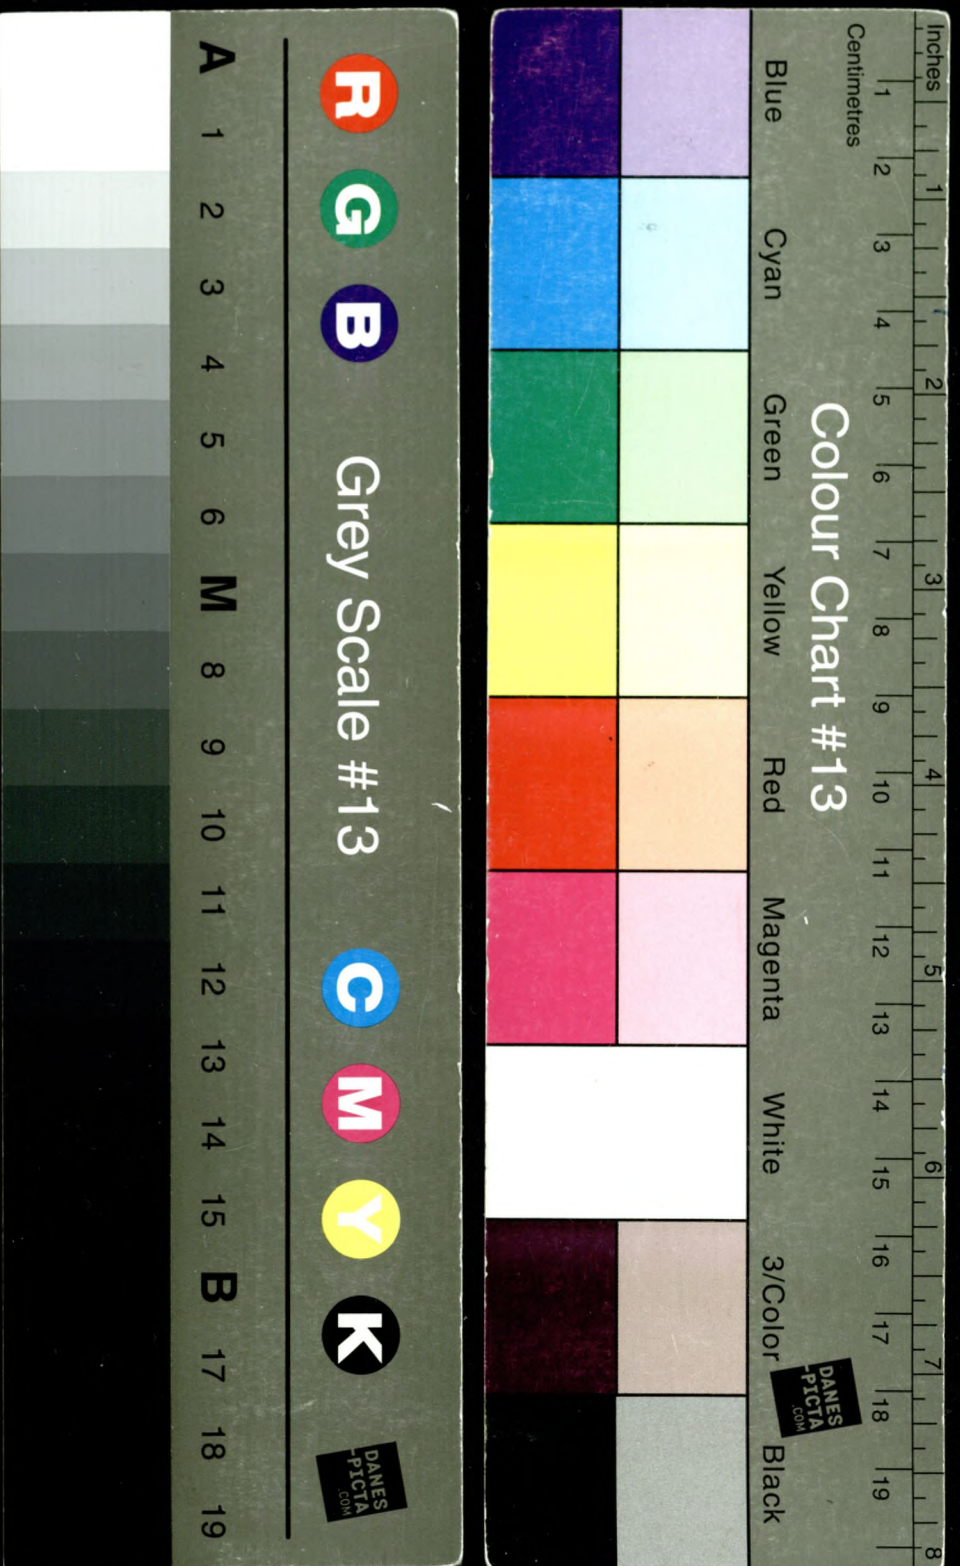 Inches
Centimetres
1 2 3 4 5 6 7 8
1 2 3 4 5 6 7 8 9 10 11 12 13 14 15 16 17 18 19
Colour Chart #13
Blue Cyan Green Yellow Red Magenta White 3/Color Black
DANES
-PICTA
.COM
R G B Grey Scale #13 C M Y K
DANES
-PICTA
.COM
A 1 2 3 4 5 6 M 8 9 10 11 12 13 14 15 B 17 18 19